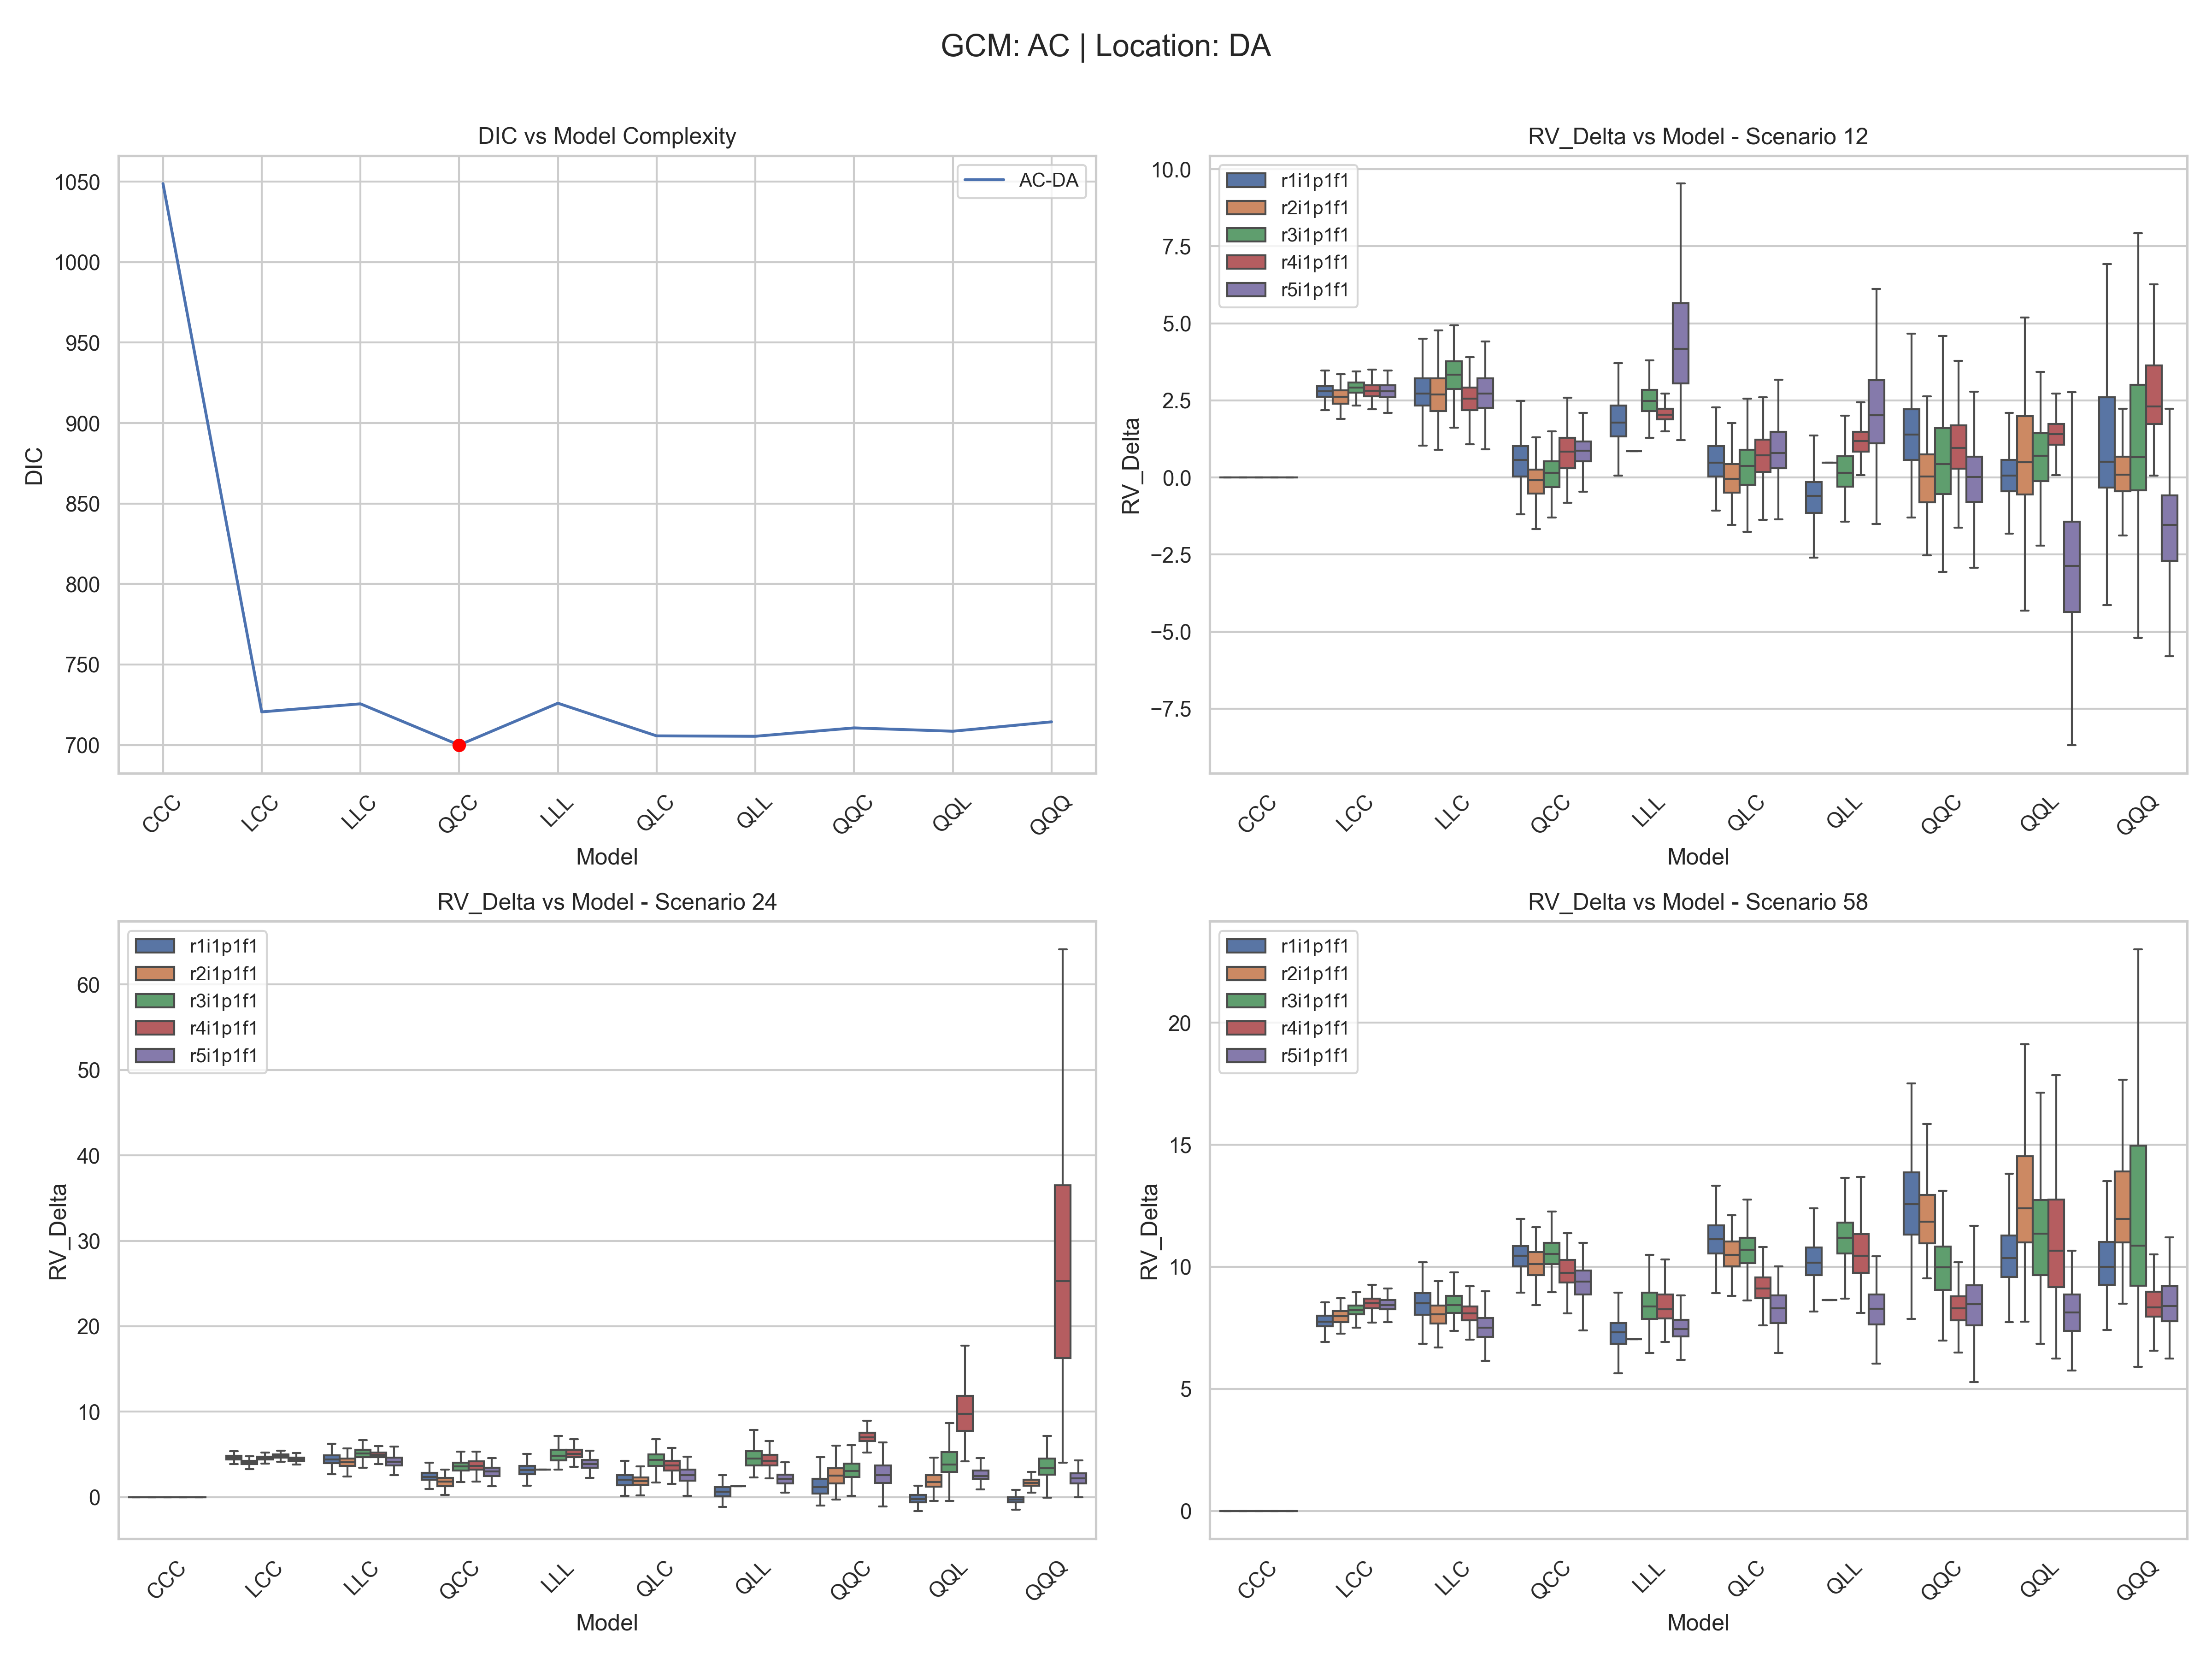 GCM: AC | Location: DA
DIC vs Model Complexity
1050
1000
950
900
850
800
750
700
DIC
AC-DA
CCC
LCC
LLC
QCC
LLL
QLC
QLL
QQC
QQL
QQQ
Model
RV_Delta vs Model - Scenario 12
10.0
7.5
5.0
2.5
0.0
−2.5
−5.0
−7.5
RV_Delta
r1i1p1f1
r2i1p1f1
r3i1p1f1
r4i1p1f1
r5i1p1f1
CCC
LCC
LLC
QCC
LLL
QLC
QLL
QQC
QQL
QQQ
Model
RV_Delta vs Model - Scenario 24
60
50
40
30
20
10
0
RV_Delta
r1i1p1f1
r2i1p1f1
r3i1p1f1
r4i1p1f1
r5i1p1f1
CCC
LCC
LLC
QCC
LLL
QLC
QLL
QQC
QQL
QQQ
Model
RV_Delta vs Model - Scenario 58
20
15
10
5
0
RV_Delta
r1i1p1f1
r2i1p1f1
r3i1p1f1
r4i1p1f1
r5i1p1f1
CCC
LCC
LLC
QCC
LLL
QLC
QLL
QQC
QQL
QQQ
Model